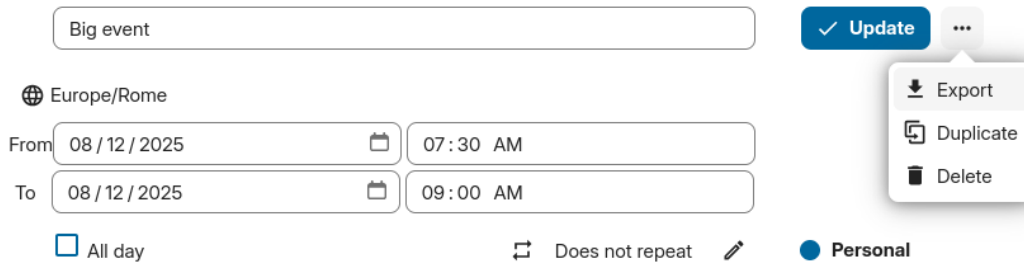 Big event
Update
...
Export
Europe/Rome
Duplicate
From 08/12/2025 07:30 AM
Delete
To 08/12/2025 09:00 AM
All day
Does not repeat
Personal